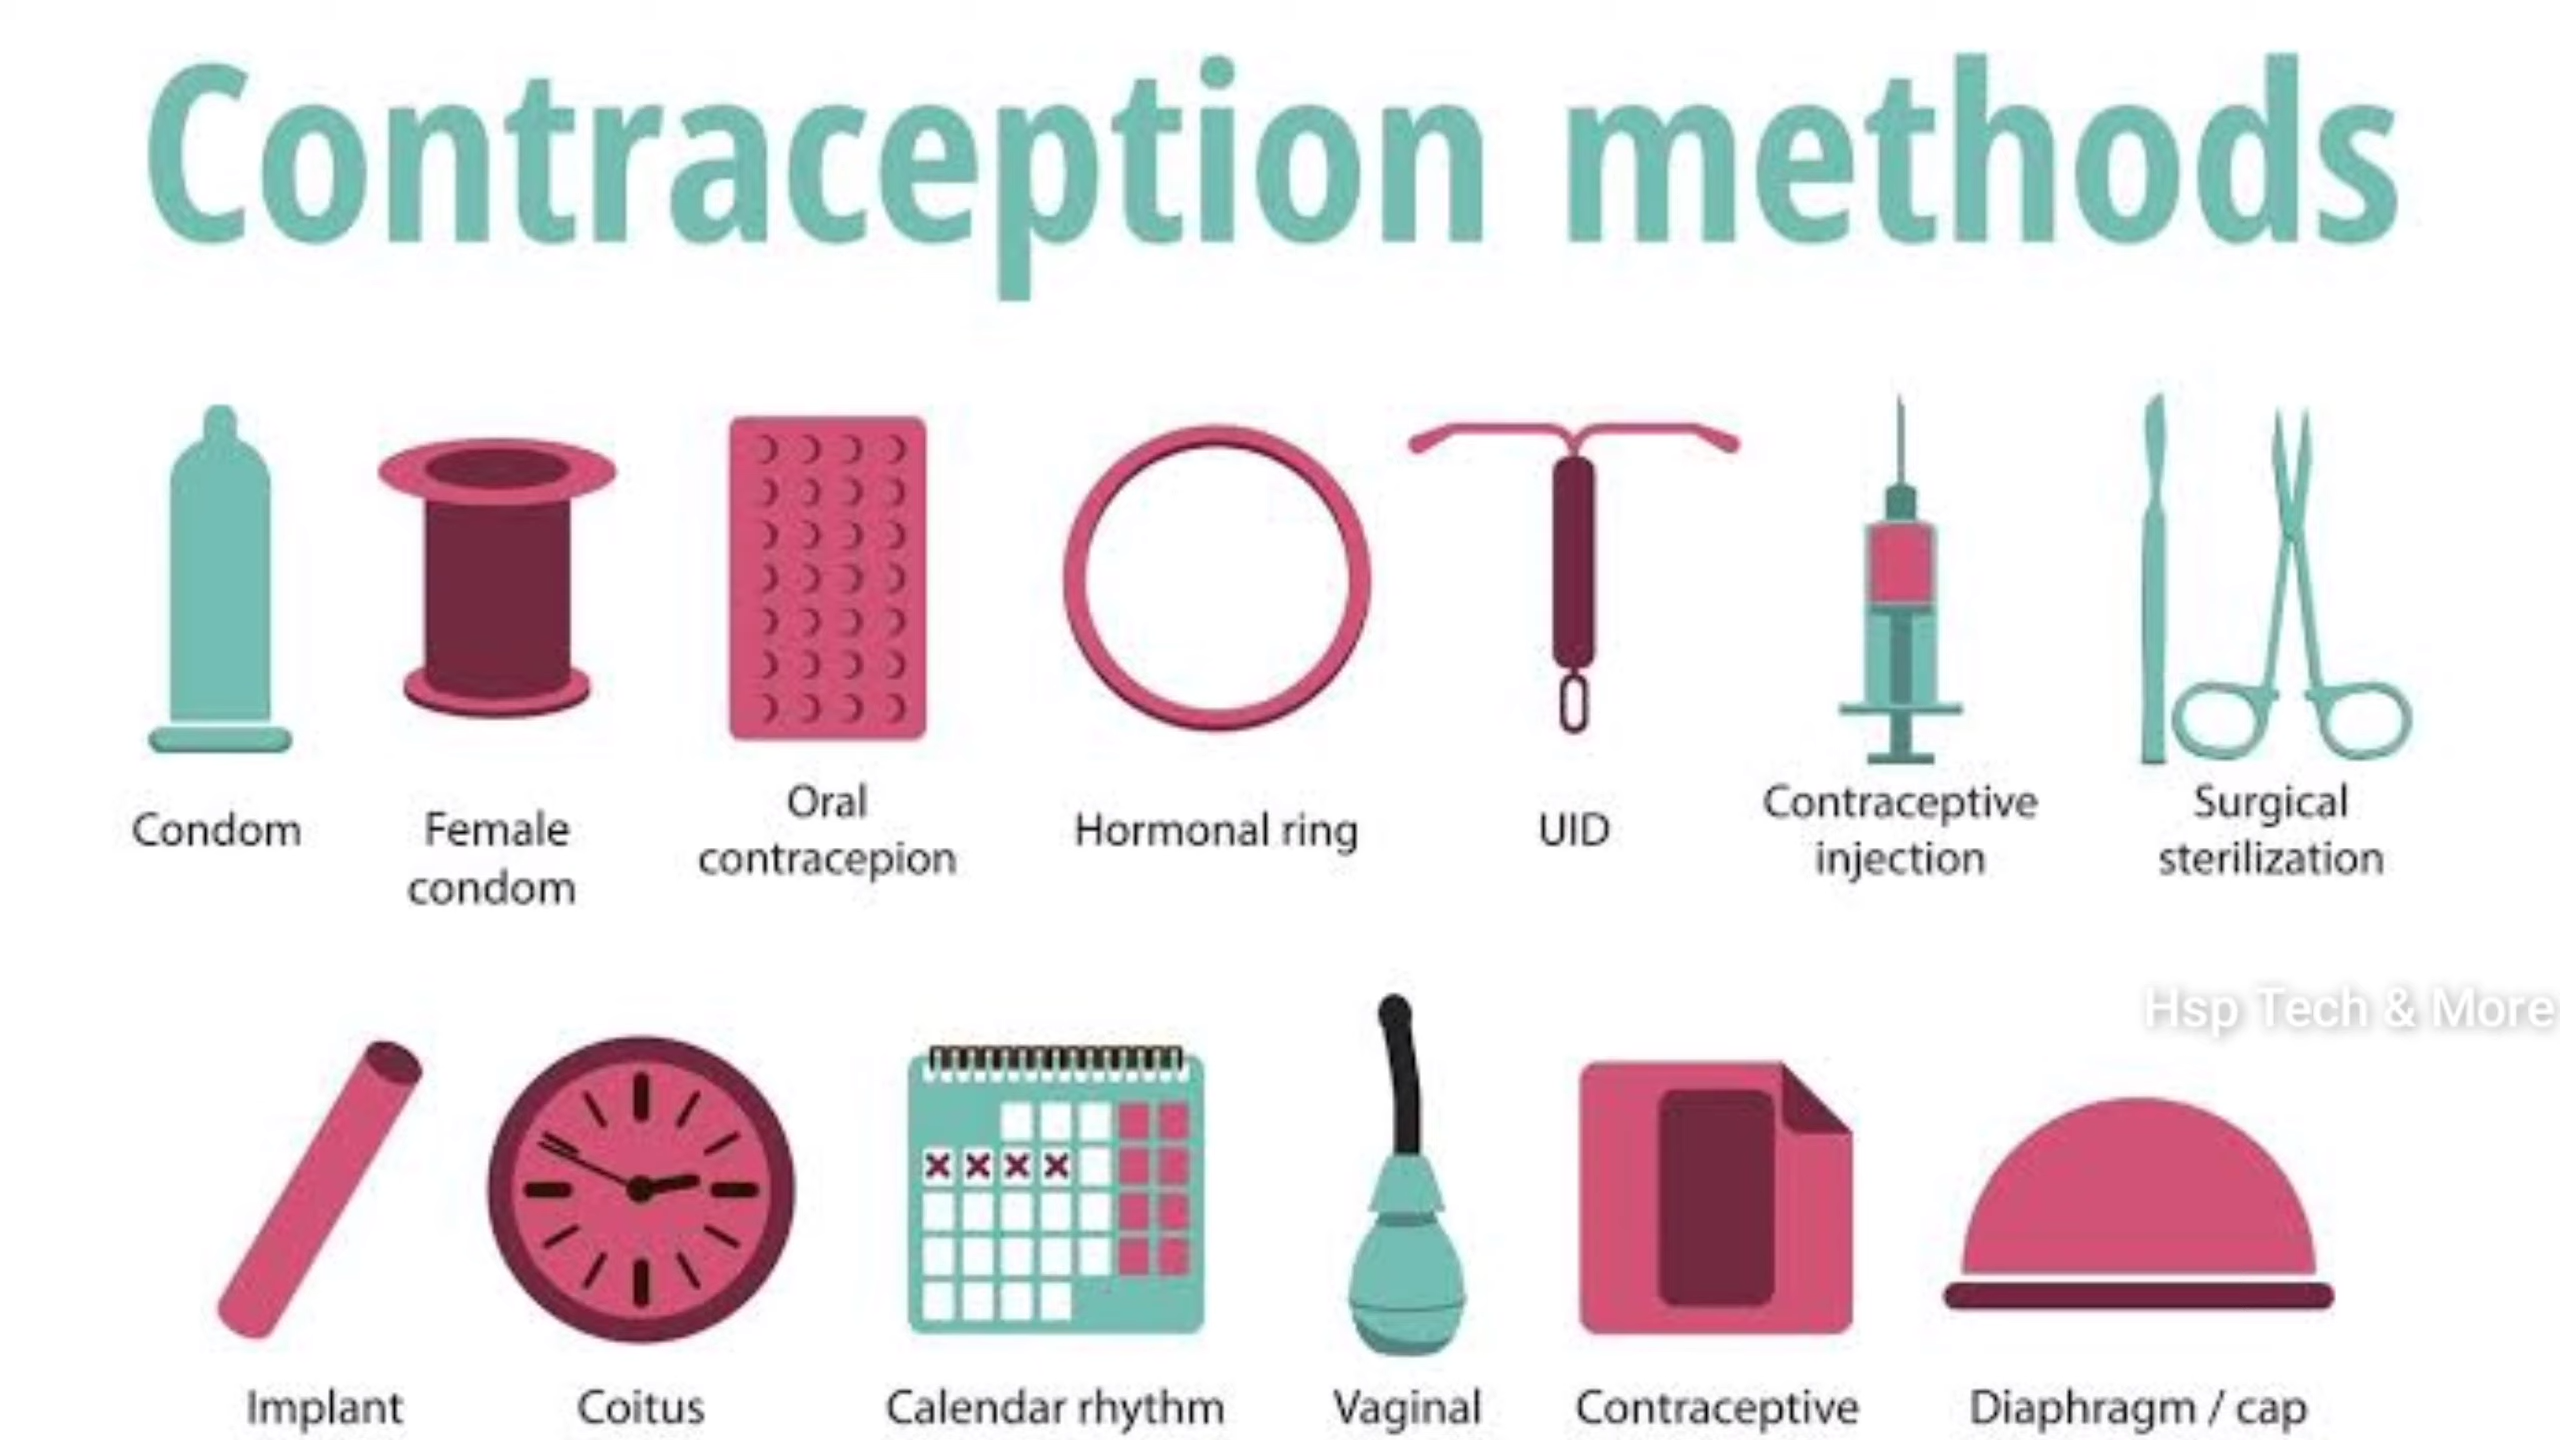 Contraception methods
Condom
Female
condom
Oral
contracepion
Hormonal ring
UID
Contraceptive
injection
Surgical
sterilization
Hsp Tech & More
Implant
Coitus
Calendar rhythm
Vaginal
Contraceptive
Diaphragm / cap